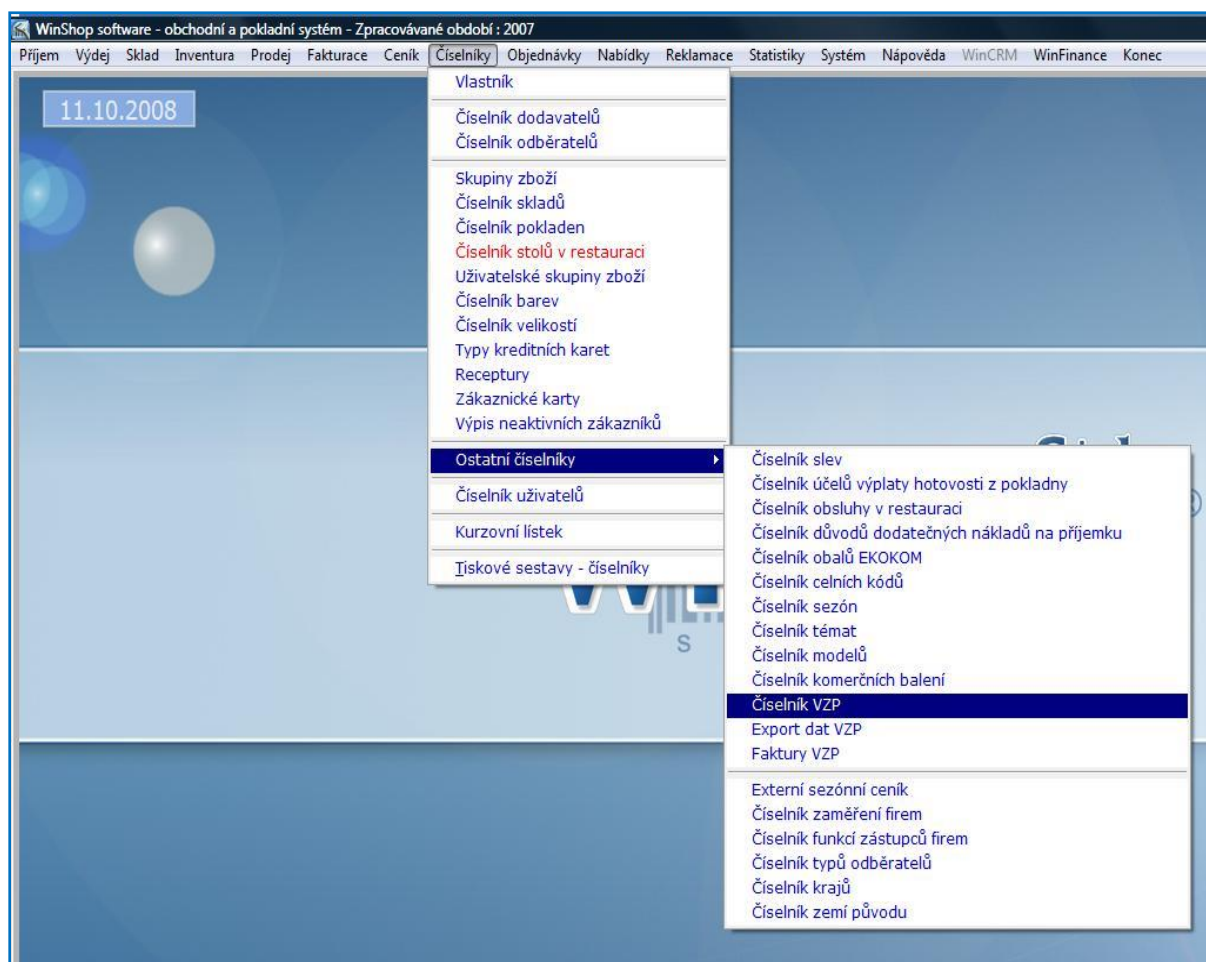 WinShop software - obchodní a pokladní systém - Zpracovávané období : 2007
Příjem Výdej Sklad Inventura Prodej Fakturace Ceník Číselníky Objednávky Nabídky Reklamace Statistiky Systém Nápověda WinCRM WinFinance Konec
11.10.2008
Vlastník
Číselník dodavatelů
Číselník odběratelů
Skupiny zboží
Číselník skladů
Číselník pokladen
Číselník stolů v restauraci
Uživatelské skupiny zboží
Číselník barev
Číselník velikostí
Typy kreditních karet
Receptury
Zákaznické karty
Výpis neaktivních zákazníků
Ostatní číselníky
Číselník uživatelů
Kurzovní lístek
Tiskové sestavy - číselníky
Číselník slev
Číselník účelů výplaty hotovosti z pokladny
Číselník obsluhy v restauraci
Číselník důvodů dodatečných nákladů na příjemku
Číselník obalů EKOKOM
Číselník celních kódů
Číselník sezón
Číselník témat
Číselník modelů
Číselník komerčních balení
Číselník VZP
Export dat VZP
Faktury VZP
Externí sezónní ceník
Číselník zaměření firem
Číselník funkcí zástupců firem
Číselník typů odběratelů
Číselník krajů
Číselník zemí původu
S
®